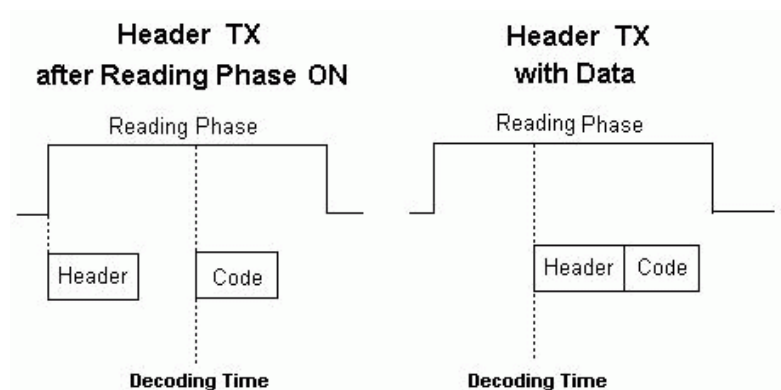 Header TX
after Reading Phase ON
Reading Phase
Header
Code
Decoding Time
Header TX
with Data
Reading Phase
Header
Code
Decoding Time